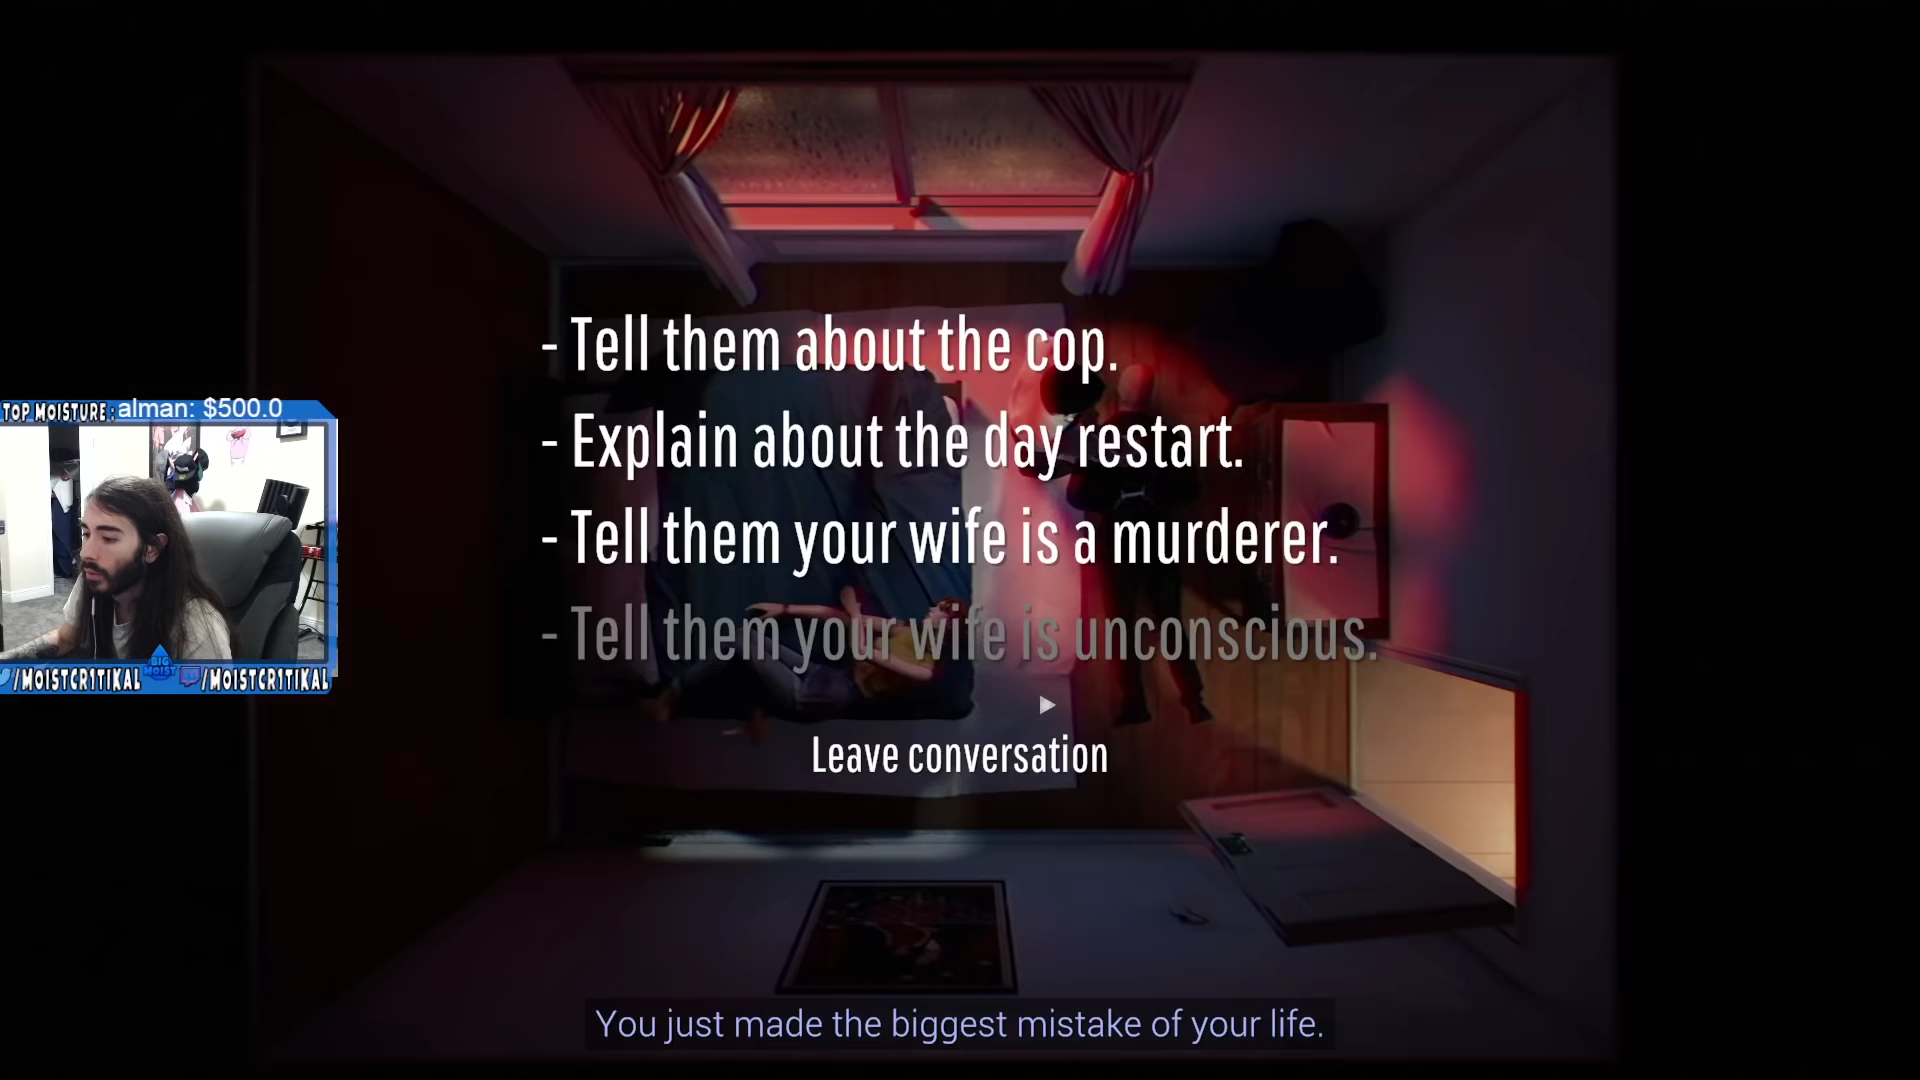 - Tell them about the cop.
- Explain about the day restart.
- Tell them your wife is a murderer.
- Tell them your wife is unconscious.
Leave conversation
TOP MOISTURE : alman: $500.0
BIG MOIST
/MOISTCR1TIKAL
/MOISTCR1TIKAL
You just made the biggest mistake of your life.